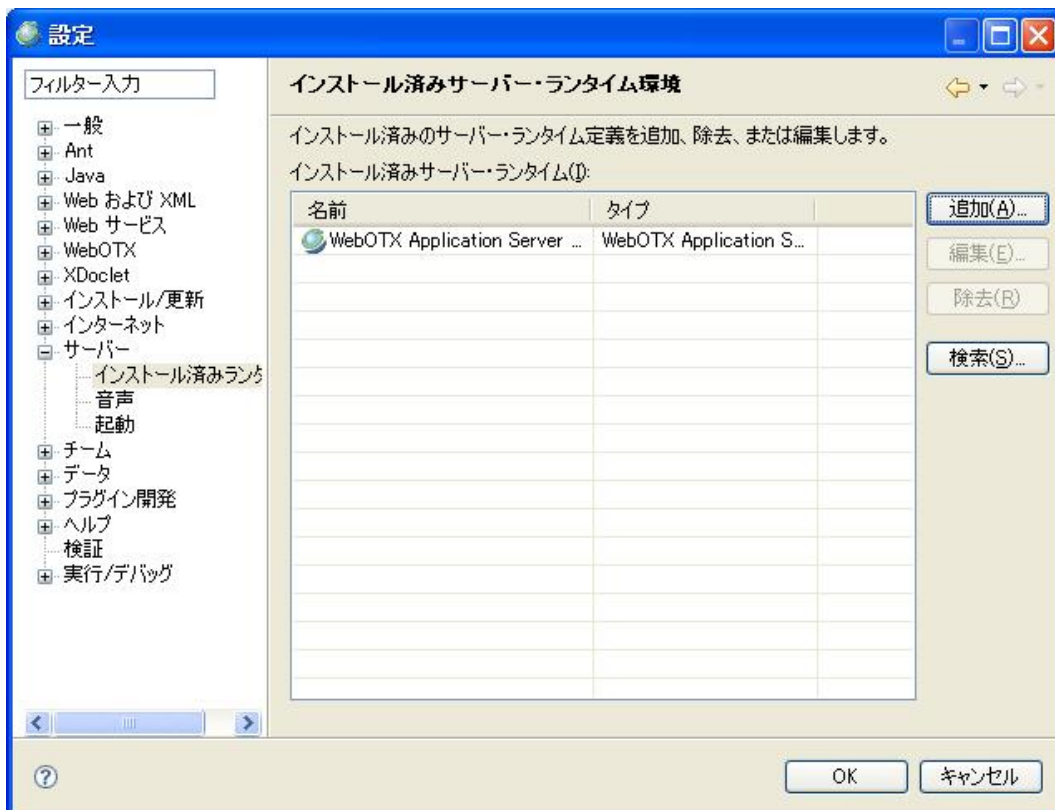 設定
フィルター入力
一般
Ant
Java
Web および XML
Web サービス
WebOTX
XDoclet
インストール/更新
インターネット
サーバー
インストール済みランタ
音声
起動
チーム
データ
プラグイン開発
ヘルプ
検証
実行/デバッグ
インストール済みサーバー・ランタイム環境
インストール済みのサーバー・ランタイム定義を追加、除去、または編集します。
インストール済みサーバー・ランタイム(I):
名前 タイプ
WebOTX Application Server ... WebOTX Application S...
追加(A)...
編集(E)...
除去(R)
検索(S)...
OK キャンセル